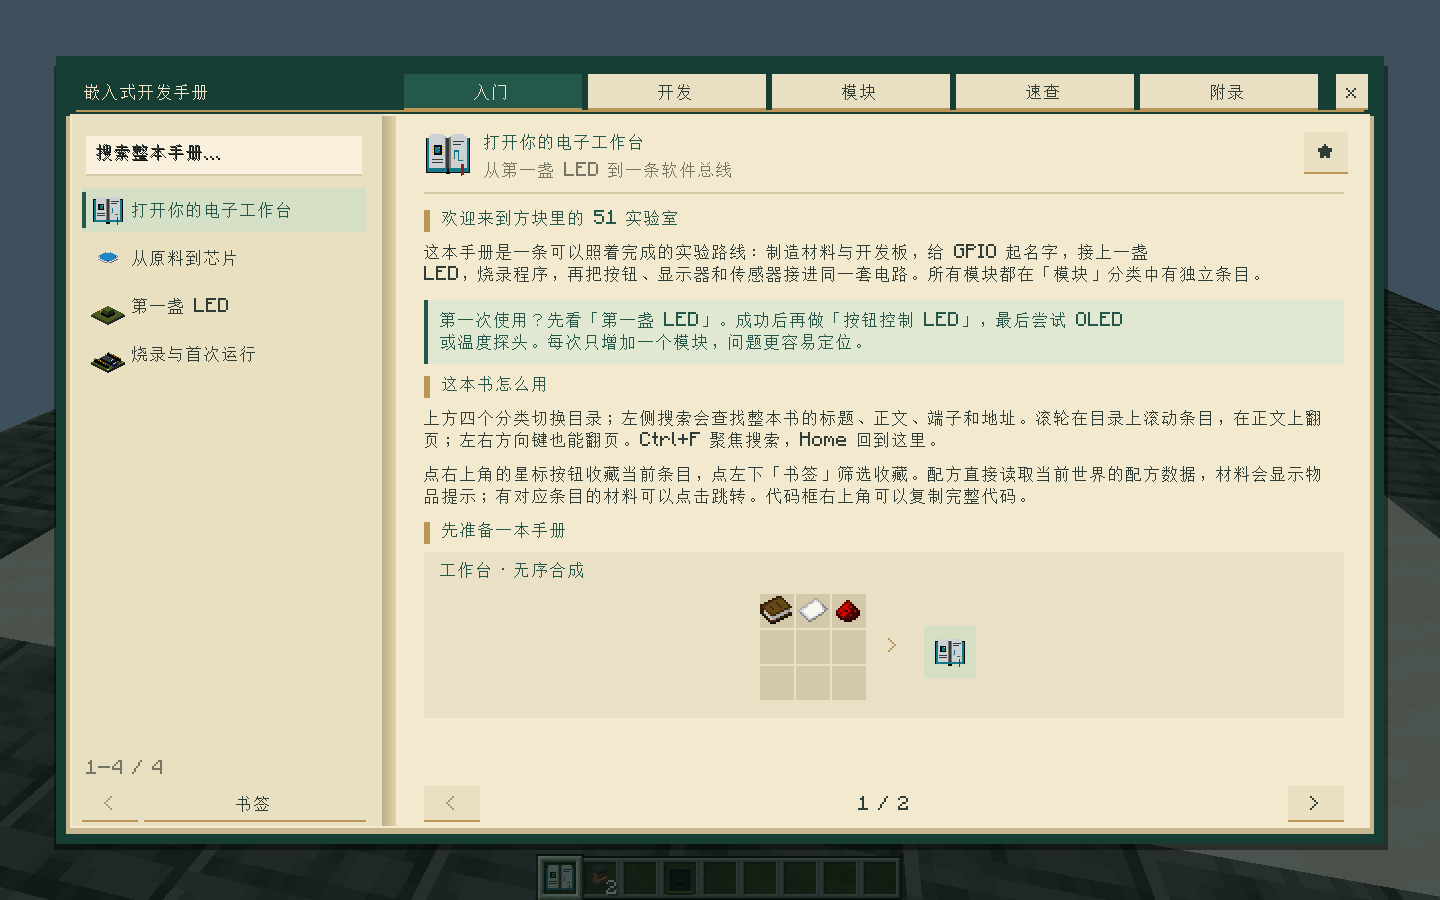 嵌入式开发手册
入门
开发
模块
速查
附录
×
搜索整本手册...
打开你的电子工作台
从原料到芯片
第一盏 LED
烧录与首次运行
1-4 / 4
<
书签
打开你的电子工作台
从第一盏 LED 到一条软件总线
欢迎来到方块里的 51 实验室
这本手册是一条可以照着完成的实验路线：制造材料与开发板，给 GPIO 起名字，接上一盏
LED，烧录程序，再把按钮、显示器和传感器接进同一套电路。所有模块都在「模块」分类中有独立条目。
第一次使用？先看「第一盏 LED」。成功后再做「按钮控制 LED」，最后尝试 OLED
或温度探头。每次只增加一个模块，问题更容易定位。
这本书怎么用
上方四个分类切换目录；左侧搜索会查找整本书的标题、正文、端子和地址。滚轮在目录上滚动条目，在正文上翻
页；左右方向键也能翻页。Ctrl+F 聚焦搜索，Home 回到这里。
点右上角的星标按钮收藏当前条目，点左下「书签」筛选收藏。配方直接读取当前世界的配方数据，材料会显示物
品提示；有对应条目的材料可以点击跳转。代码框右上角可以复制完整代码。
先准备一本手册
工作台 · 无序合成
>
<
1 / 2
>
2